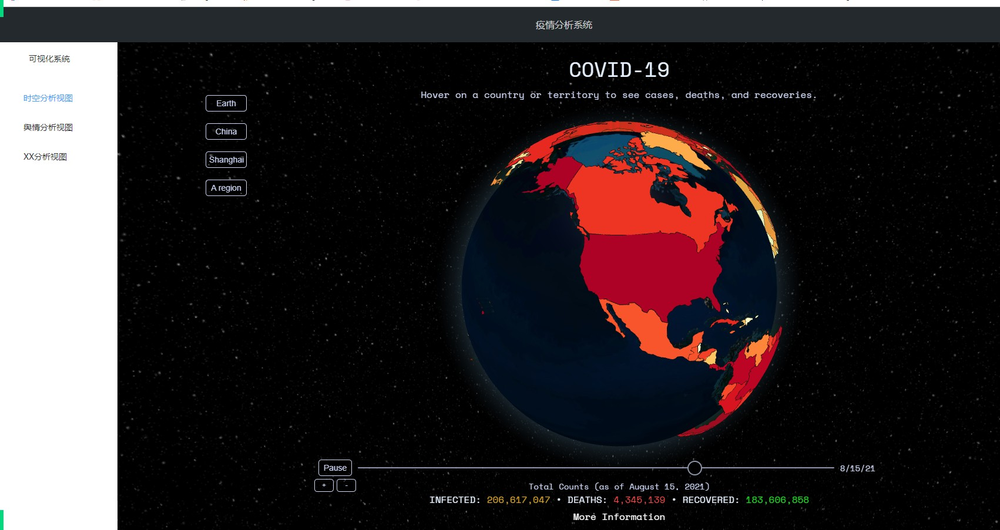 疫情分析系统
可视化系统
时空分析视图
舆情分析视图
XX分析视图
COVID-19
Hover on a country or territory to see cases, deaths, and recoveries.
Earth
China
Shanghai
A region
Pause
8/15/21
+ -
Total Counts (as of August 15, 2021)
INFECTED: 206,617,047 • DEATHS: 4,345,139 • RECOVERED: 183,606,858
More Information